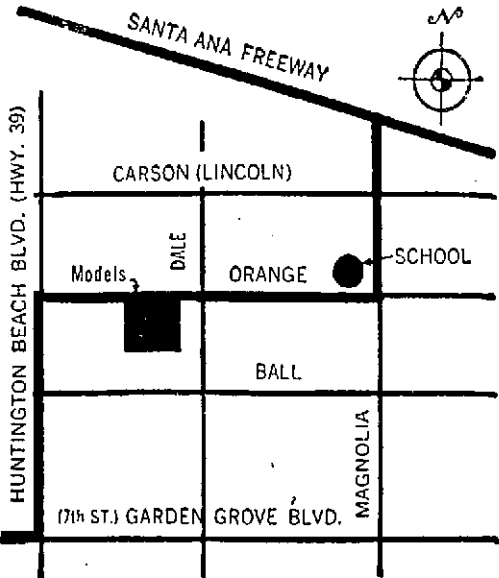 N
SANTA ANA FREEWAY
HUNTINGTON BEACH BLVD. (HWY. 39)
CARSON (LINCOLN)
DALE
Models
ORANGE
SCHOOL
BALL
MAGNOLIA
(7th ST.) GARDEN GROVE BLVD.